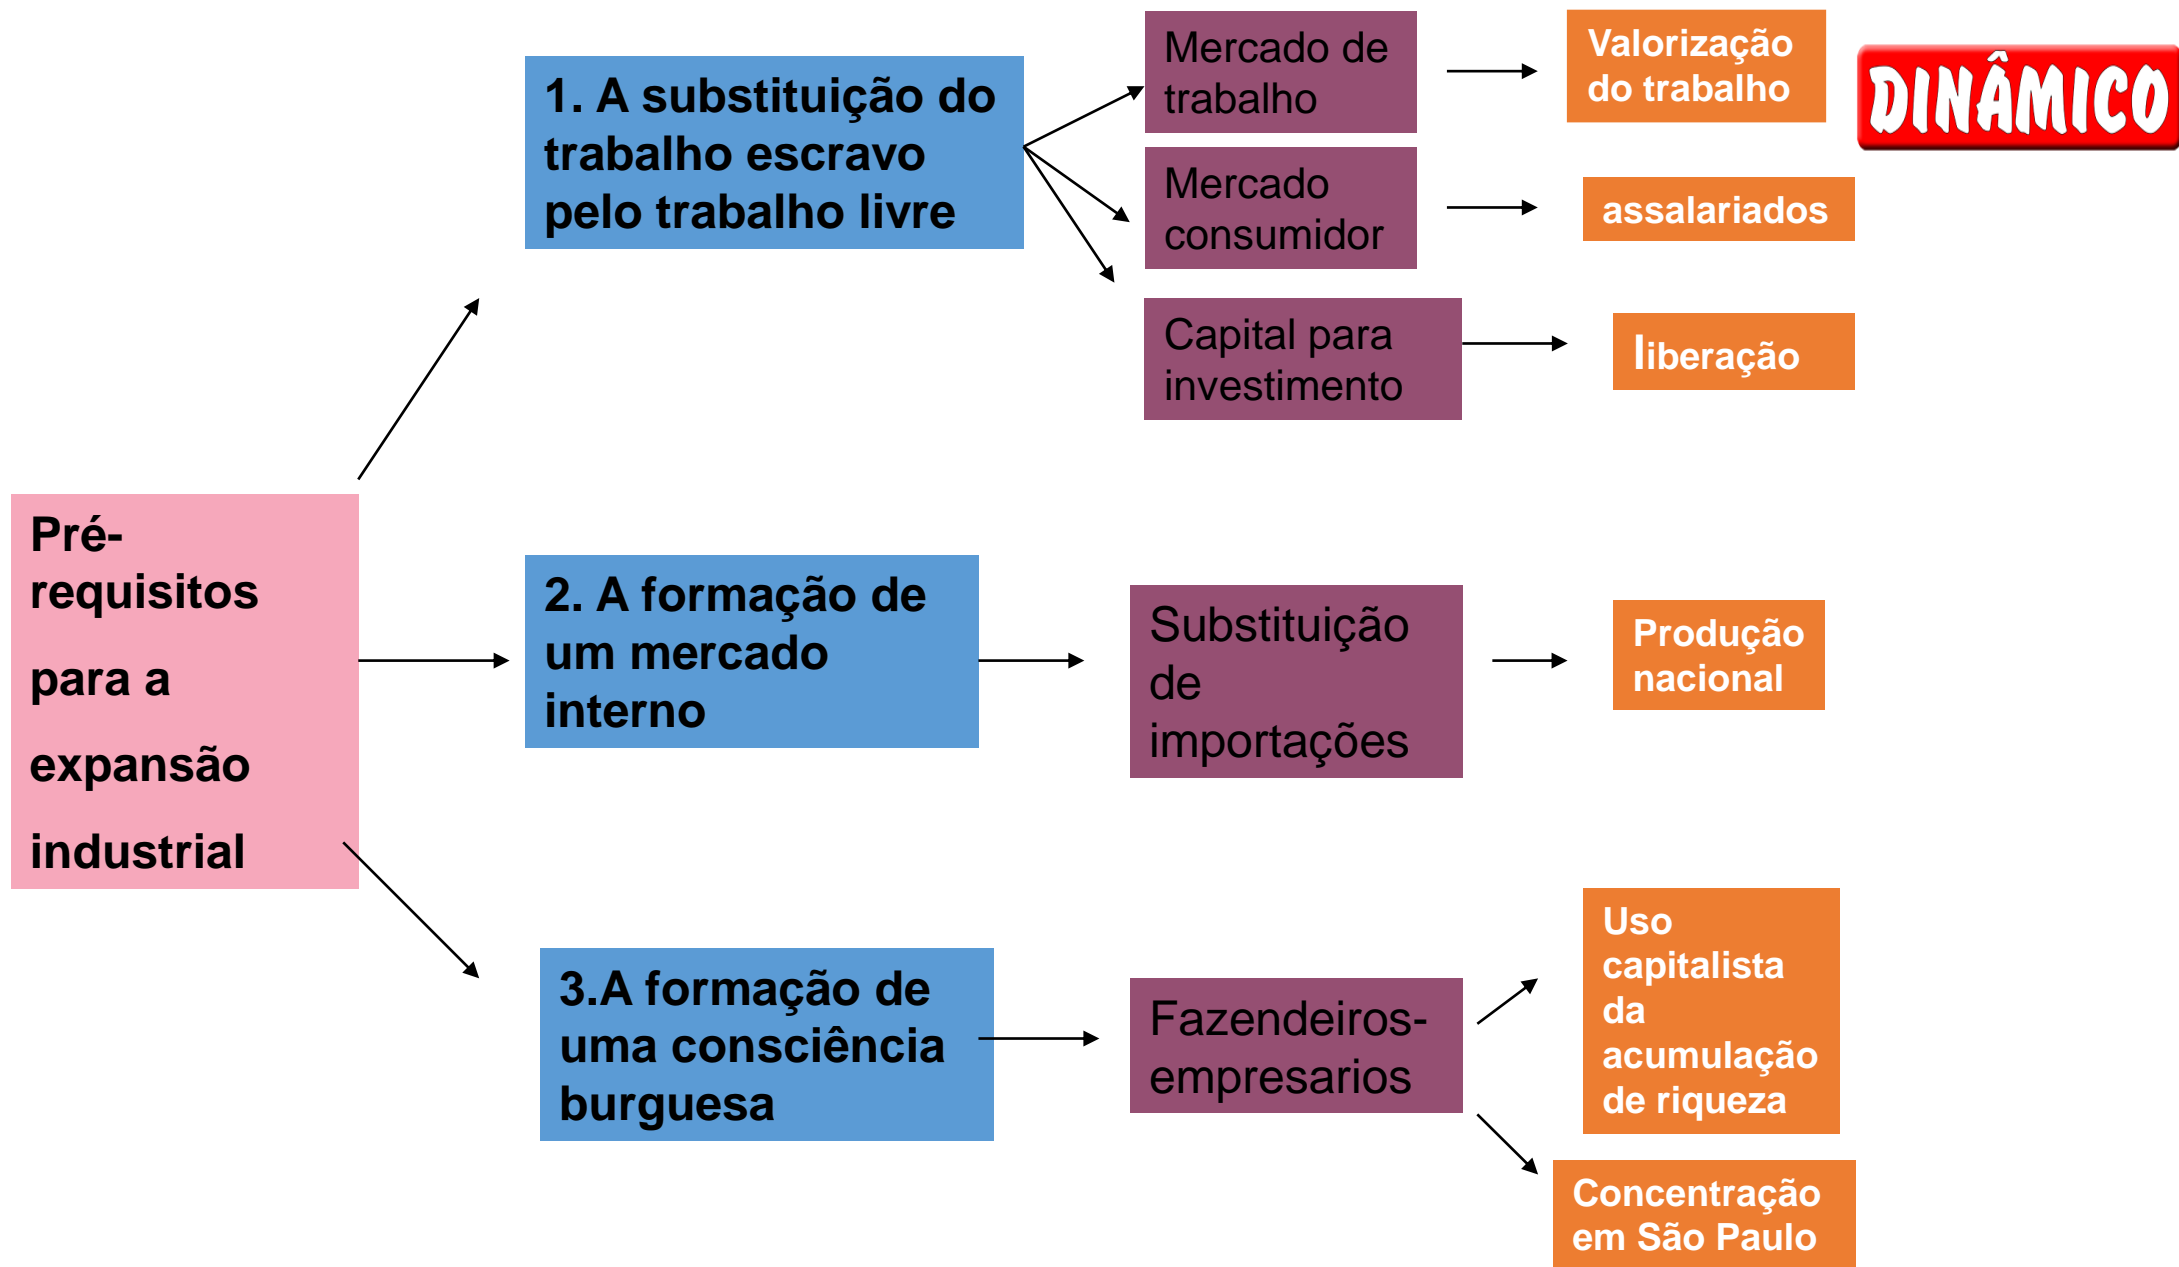 Pré-
requisitos
para a
expansão
industrial
1. A substituição do
trabalho escravo
pelo trabalho livre
Mercado de
trabalho
Valorização
do trabalho
DINÂMICO
Mercado
consumidor
assalariados
Capital para
investimento
liberação
2. A formação de
um mercado
interno
Substituição
de
importações
Produção
nacional
3.A formação de
uma consciência
burguesa
Fazendeiros-
empresarios
Uso
capitalista
da
acumulação
de riqueza
Concentração
em São Paulo